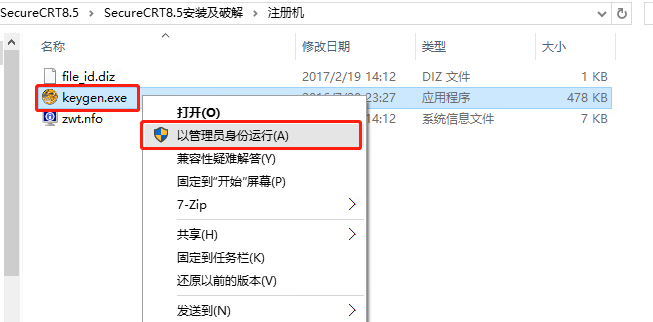 SecureCRT8.5 › SecureCRT8.5安装及破解 › 注册机
名称 修改日期 类型 大小
file_id.diz 2017/2/19 14:12 DIZ 文件 1 KB
keygen.exe 23:27 应用程序 478 KB
zwt.nfo 14:12 系统信息文件 7 KB
打开(O)
以管理员身份运行(A)
兼容性疑难解答(Y)
固定到"开始"屏幕(P)
7-Zip
共享(H)
固定到任务栏(K)
还原以前的版本(V)
发送到(N)